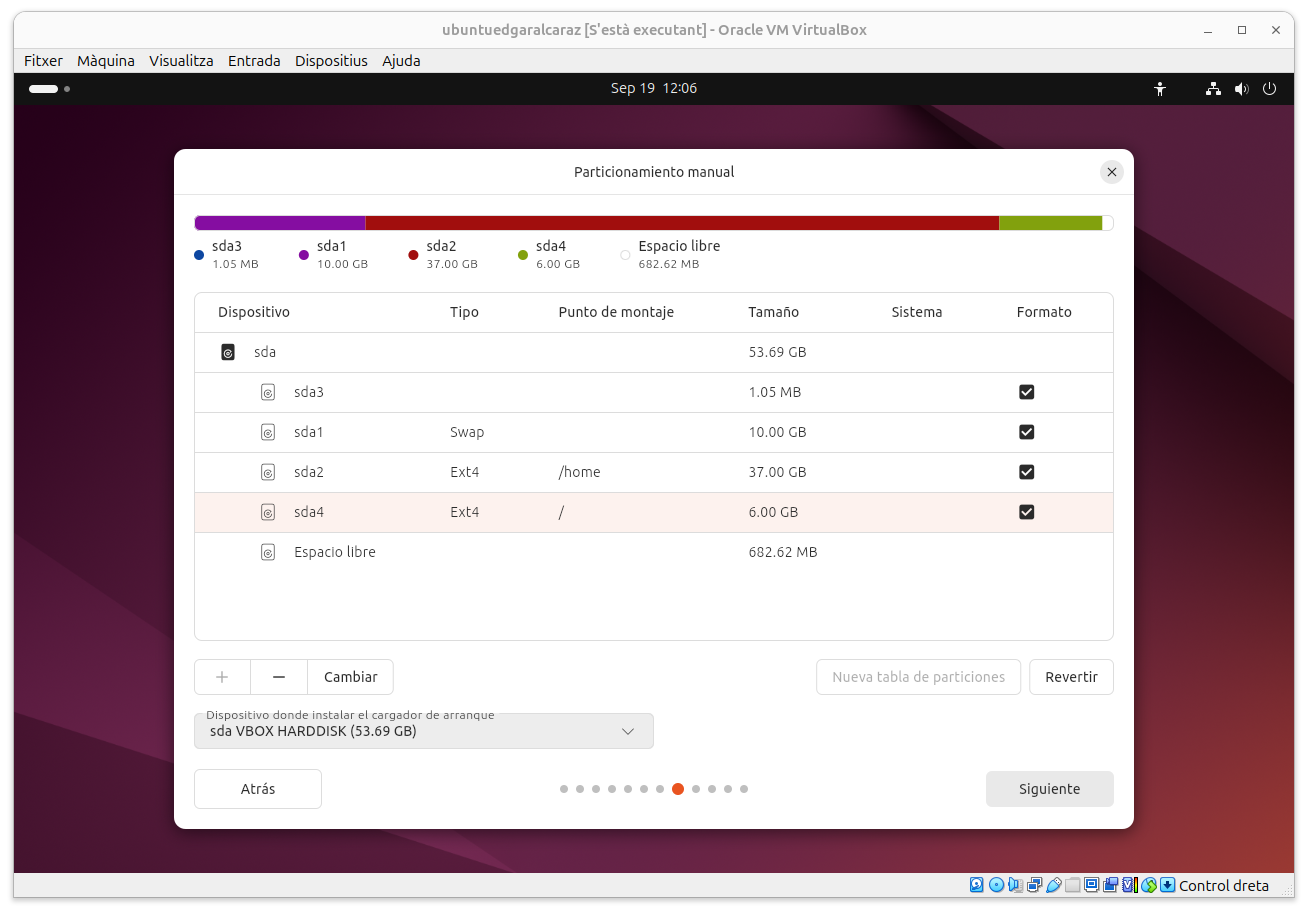 ubuntuedgaralcaraz [S'està executant] - Oracle VM VirtualBox
Fitxer Màquina Visualitza Entrada Dispositius Ajuda
Sep 19 12:06
Particionamiento manual
sda3 sda1 sda2 sda4 Espacio libre
1.05 MB 10.00 GB 37.00 GB 6.00 GB 682.62 MB
Dispositivo Tipo Punto de montaje Tamaño Sistema Formato
sda 53.69 GB
sda3 1.05 MB
sda1 Swap 10.00 GB
sda2 Ext4 /home 37.00 GB
sda4 Ext4 / 6.00 GB
Espacio libre 682.62 MB
+ − Cambiar Nueva tabla de particiones Revertir
Dispositivo donde instalar el cargador de arranque
sda VBOX HARDDISK (53.69 GB)
Atrás Siguiente
Control dreta